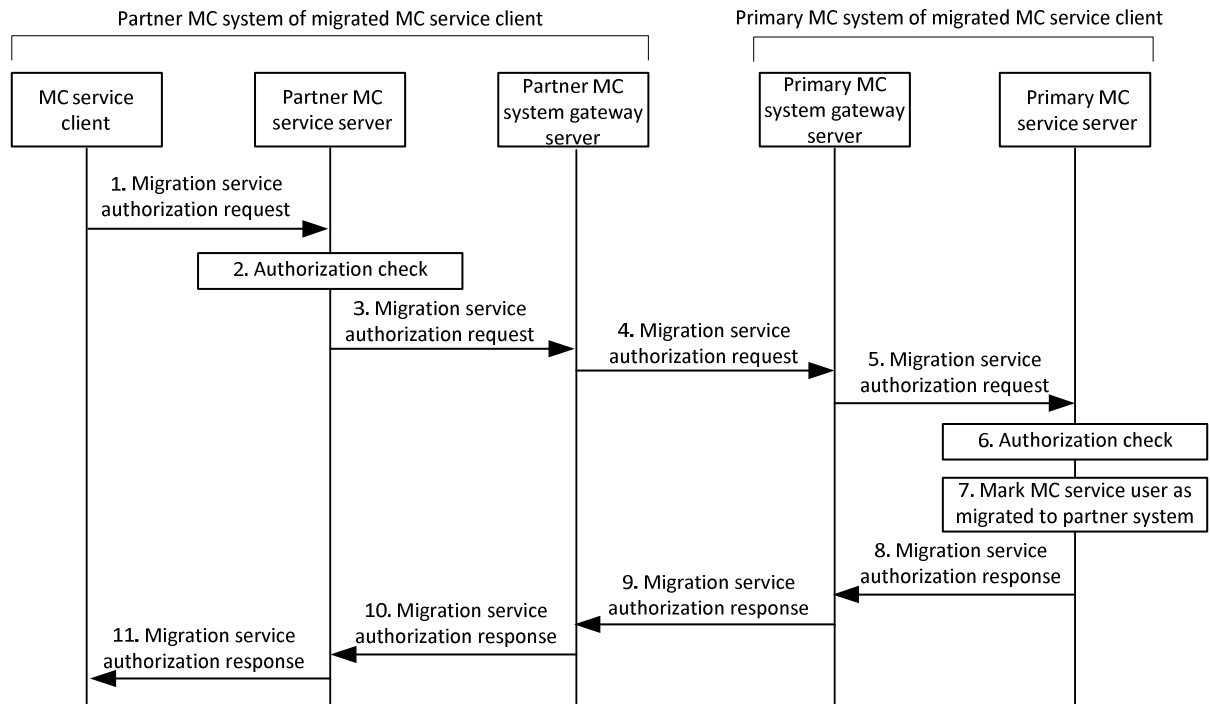 Partner MC system of migrated MC service client
Primary MC system of migrated MC service client
MC service
client
Partner MC
service server
Partner MC
system gateway
server
Primary MC
system gateway
server
Primary MC
service server
1. Migration service
authorization request
2. Authorization check
3. Migration service
authorization request
4. Migration service
authorization request
5. Migration service
authorization request
6. Authorization check
7. Mark MC service user as
migrated to partner system
8. Migration service
authorization response
9. Migration service
authorization response
10. Migration service
authorization response
11. Migration service
authorization response